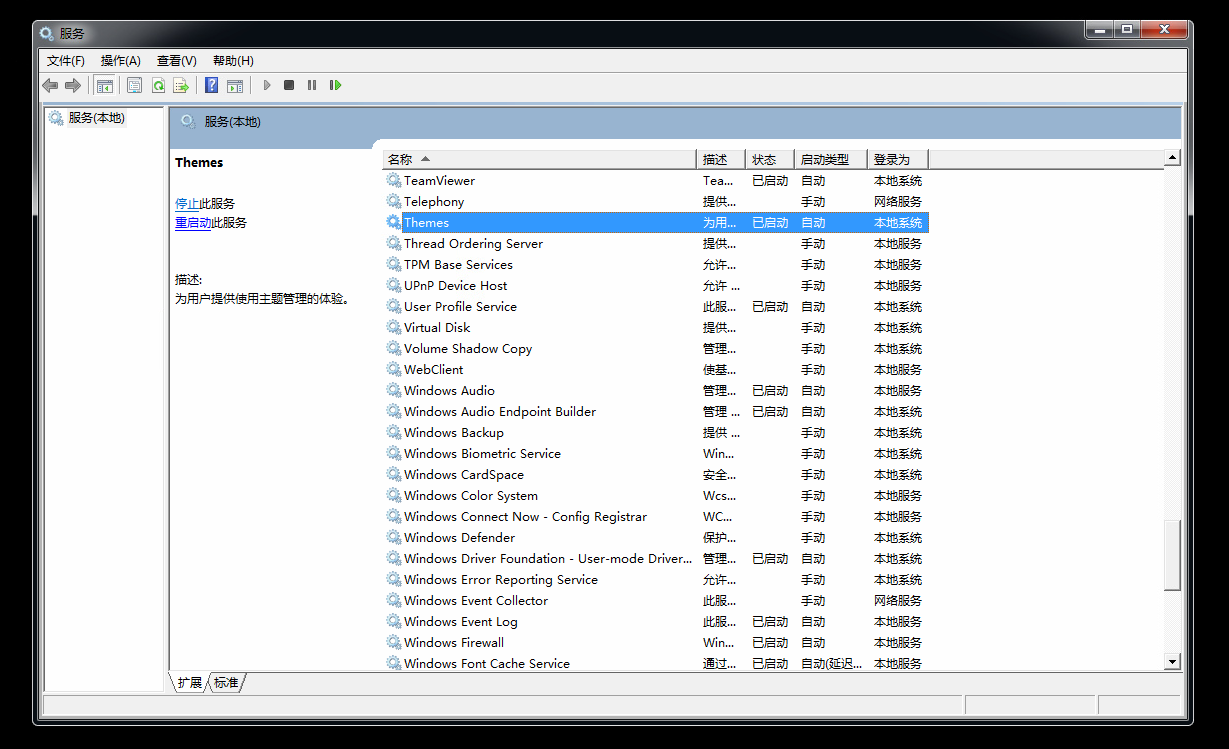 服务
文件(F) 操作(A) 查看(V) 帮助(H)
服务(本地)
服务(本地)
Themes
停止此服务
重启动此服务
描述:
为用户提供使用主题管理的体验。
名称 描述 状态 启动类型 登录为
TeamViewer Tea... 已启动 自动 本地系统
Telephony 提供... 手动 网络服务
Themes 为用... 已启动 自动 本地系统
Thread Ordering Server 提供... 手动 本地服务
TPM Base Services 允许... 手动 本地服务
UPnP Device Host 允许 ... 手动 本地服务
User Profile Service 此服... 已启动 自动 本地系统
Virtual Disk 提供... 手动 本地系统
Volume Shadow Copy 管理... 手动 本地系统
WebClient 使基... 手动 本地服务
Windows Audio 管理... 已启动 自动 本地服务
Windows Audio Endpoint Builder 管理 ... 已启动 自动 本地系统
Windows Backup 提供 ... 手动 本地系统
Windows Biometric Service Win... 手动 本地系统
Windows CardSpace 安全... 手动 本地系统
Windows Color System Wcs... 手动 本地服务
Windows Connect Now - Config Registrar WC... 手动 本地服务
Windows Defender 保护... 手动 本地系统
Windows Driver Foundation - User-mode Driver... 管理... 已启动 自动 本地系统
Windows Error Reporting Service 允许... 手动 本地系统
Windows Event Collector 此服... 手动 网络服务
Windows Event Log 此服... 已启动 自动 本地服务
Windows Firewall Win... 已启动 自动 本地服务
Windows Font Cache Service 通过... 已启动 自动(延迟... 本地服务
扩展 标准